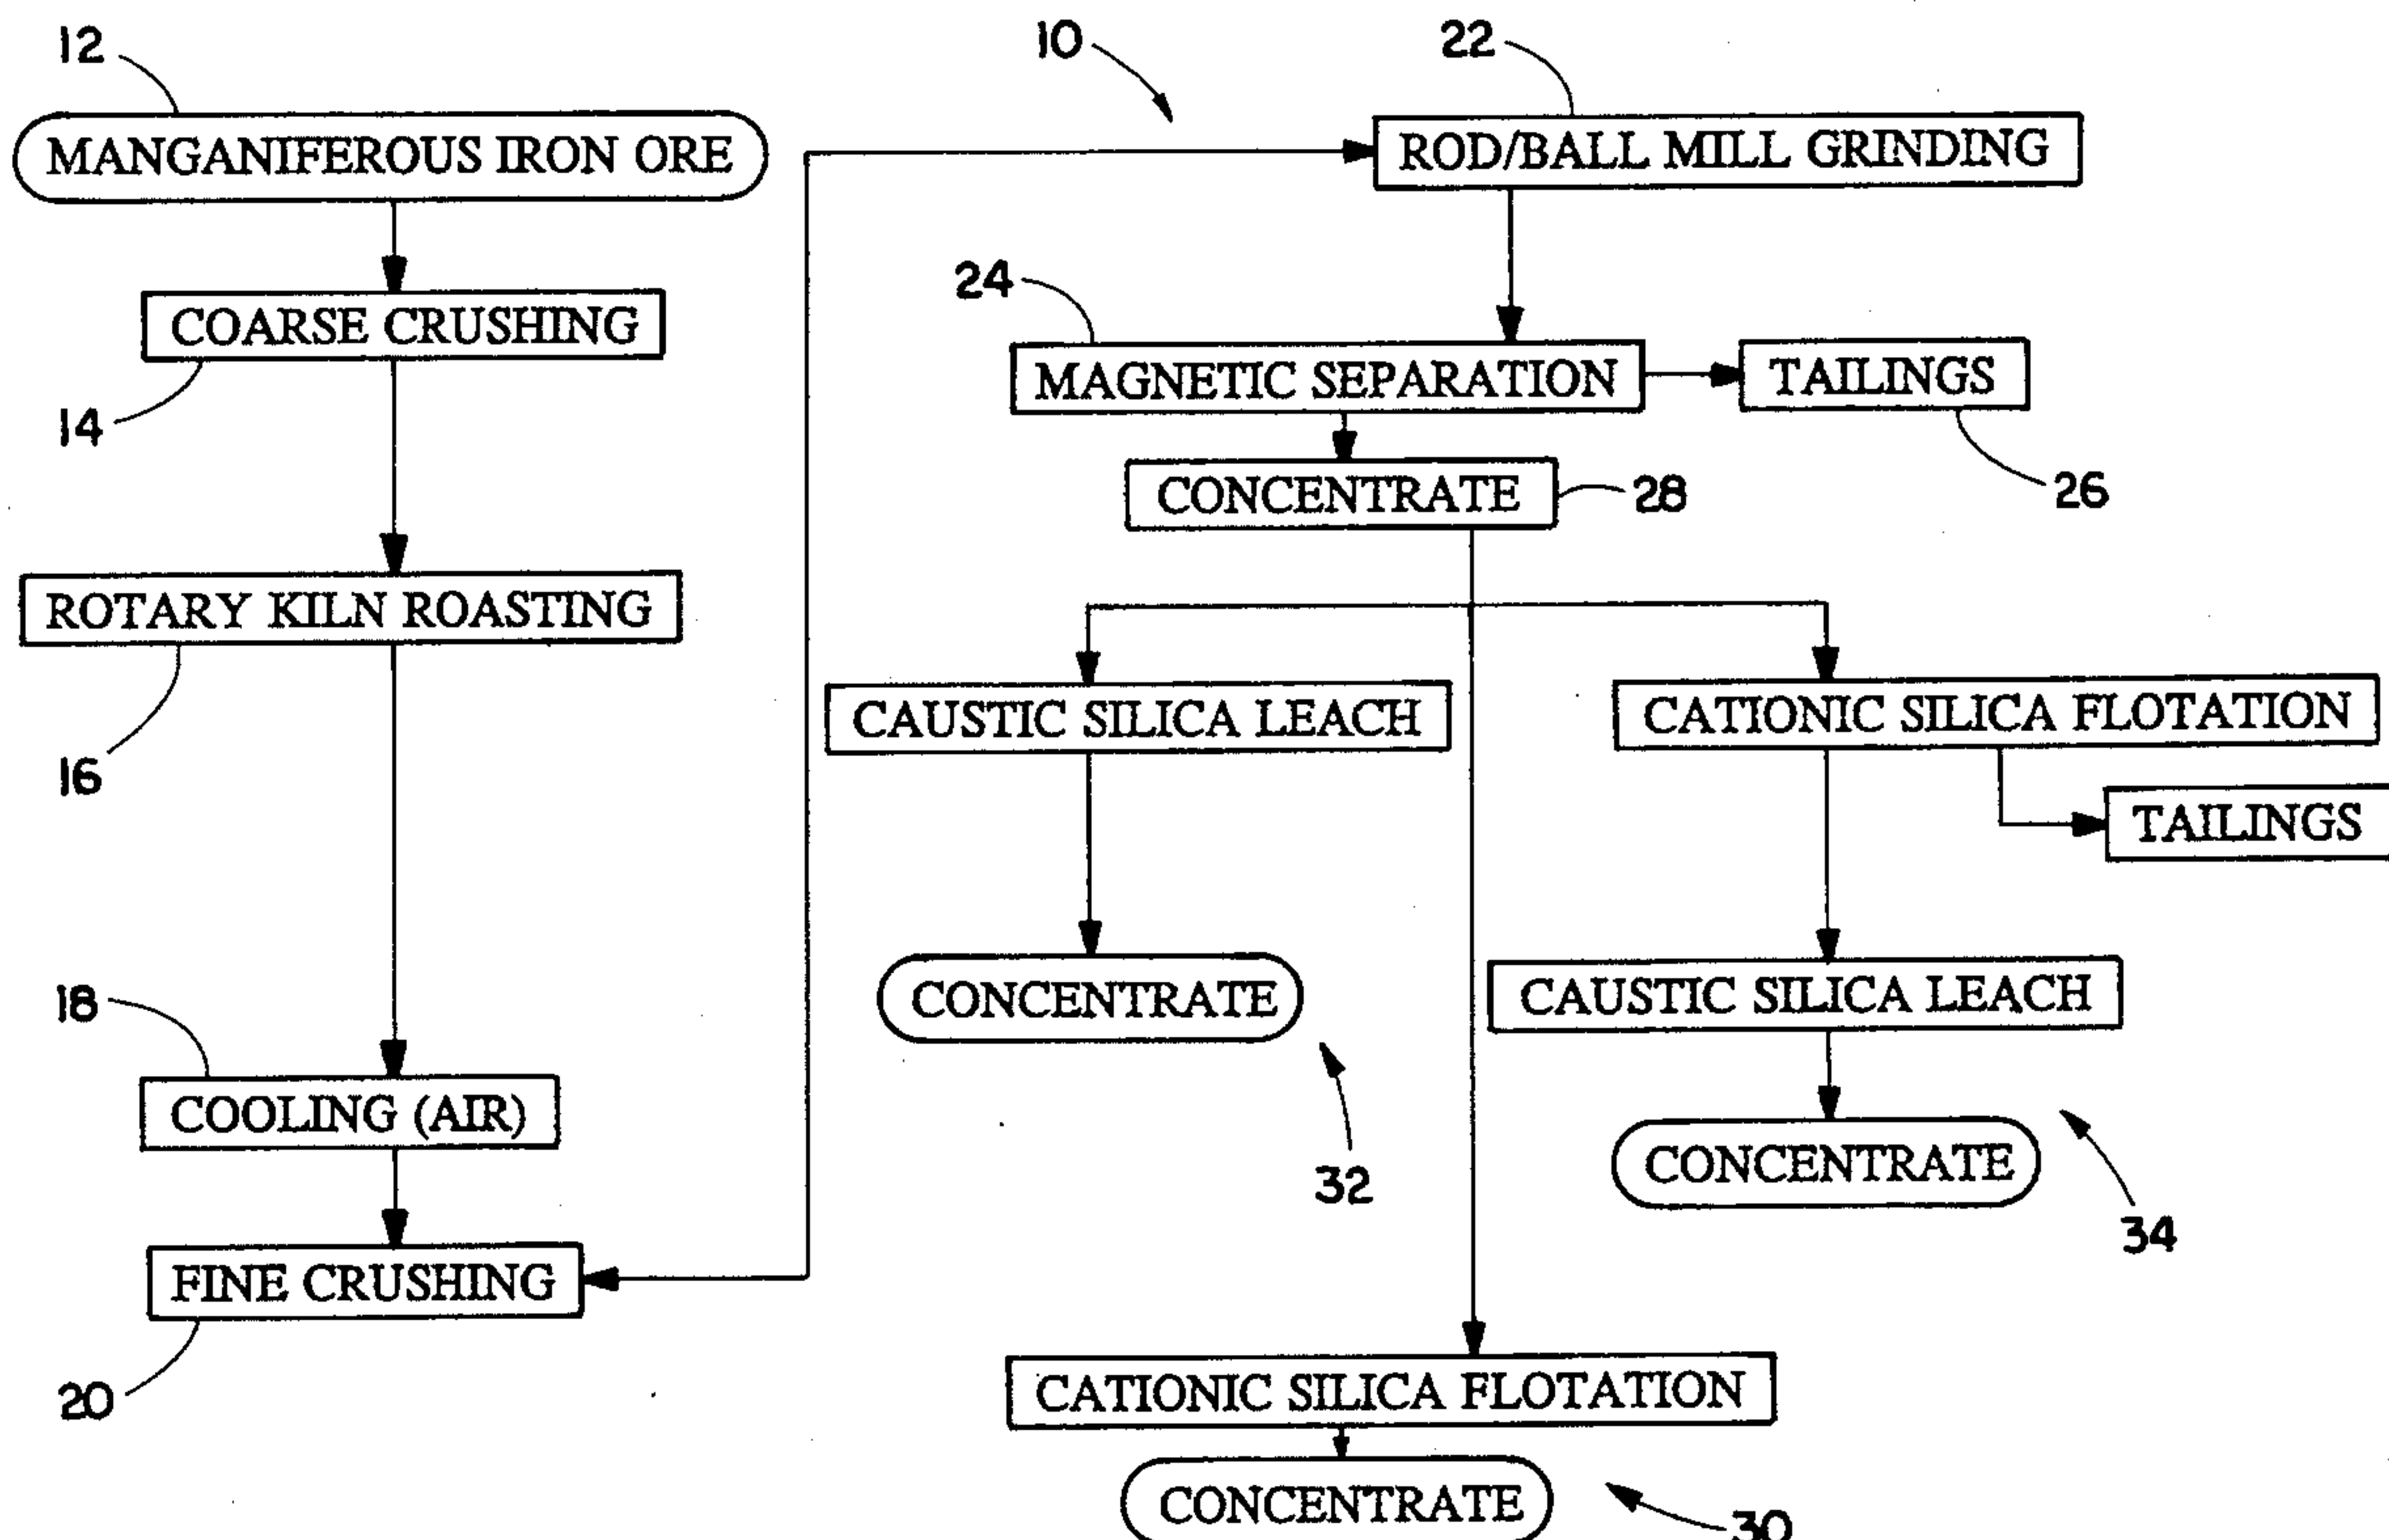 12
MANGANIFEROUS IRON ORE
COARSE CRUSHING
14
ROTARY KILN ROASTING
16
18
COOLING (AIR)
FINE CRUSHING
20
10
22
ROD/BALL MILL GRINDING
24
MAGNETIC SEPARATION
TAILINGS
26
CONCENTRATE
28
CAUSTIC SILICA LEACH
CONCENTRATE
32
CATIONIC SILICA FLOTATION
TAILINGS
CAUSTIC SILICA LEACH
CONCENTRATE
34
CATIONIC SILICA FLOTATION
CONCENTRATE
30